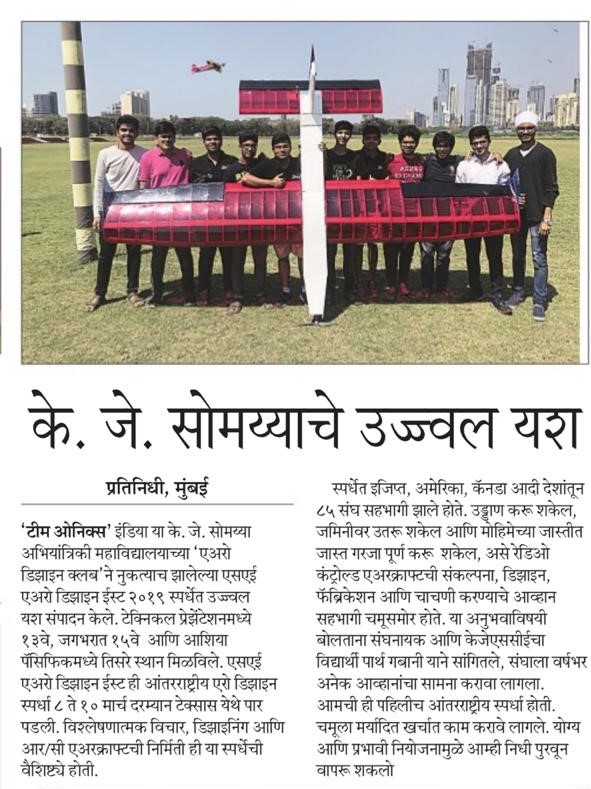 के. जे. सोमय्याचे उज्ज्वल यश
प्रतिनिधी, मुंबई
‘टीम ओनिक्स’ इंडिया या के. जे. सोमय्या
अभियांत्रिकी महाविद्यालयाच्या ‘एअरो
डिझाइन क्लब’ने नुकत्याच झालेल्या एसएई
एअरो डिझाइन ईस्ट २०१९ स्पर्धेत उज्ज्वल
यश संपादन केले. टेक्निकल प्रेझेंटेशनमध्ये
१३वे, जगभरात १५वे आणि आशिया
पॅसिफिकमध्ये तिसरे स्थान मिळविले. एसएई
एअरो डिझाइन ईस्ट ही आंतरराष्ट्रीय एरो डिझाइन
स्पर्धा ८ ते १० मार्च दरम्यान टेक्सास येथे पार
पडली. विश्लेषणात्मक विचार, डिझाइनिंग आणि
आर/सी एअरक्राफ्टची निर्मिती ही या स्पर्धेची
वैशिष्ट्ये होती.
स्पर्धेत इजिप्त, अमेरिका, कॅनडा आदी देशांतून
८५ संघ सहभागी झाले होते. उड्डाण करू शकेल,
जमिनीवर उतरू शकेल आणि मोहिमेच्या जास्तीत
जास्त गरजा पूर्ण करू शकेल, असे रेडिओ
कंट्रोल्ड एअरक्राफ्टची संकल्पना, डिझाइन,
फॅब्रिकेशन आणि चाचणी करण्याचे आव्हान
सहभागी चमूसमोर होते. या अनुभवाविषयी
बोलताना संघनायक आणि केजेएससीईचा
विद्यार्थी पार्थ गबानी याने सांगितले, संघाला वर्षभर
अनेक आव्हानांचा सामना करावा लागला.
आमची ही पहिलीच आंतरराष्ट्रीय स्पर्धा होती.
चमूला मर्यादित खर्चात काम करावे लागले. योग्य
आणि प्रभावी नियोजनामुळे आम्ही निधी पुरवून
वापरू शकलो